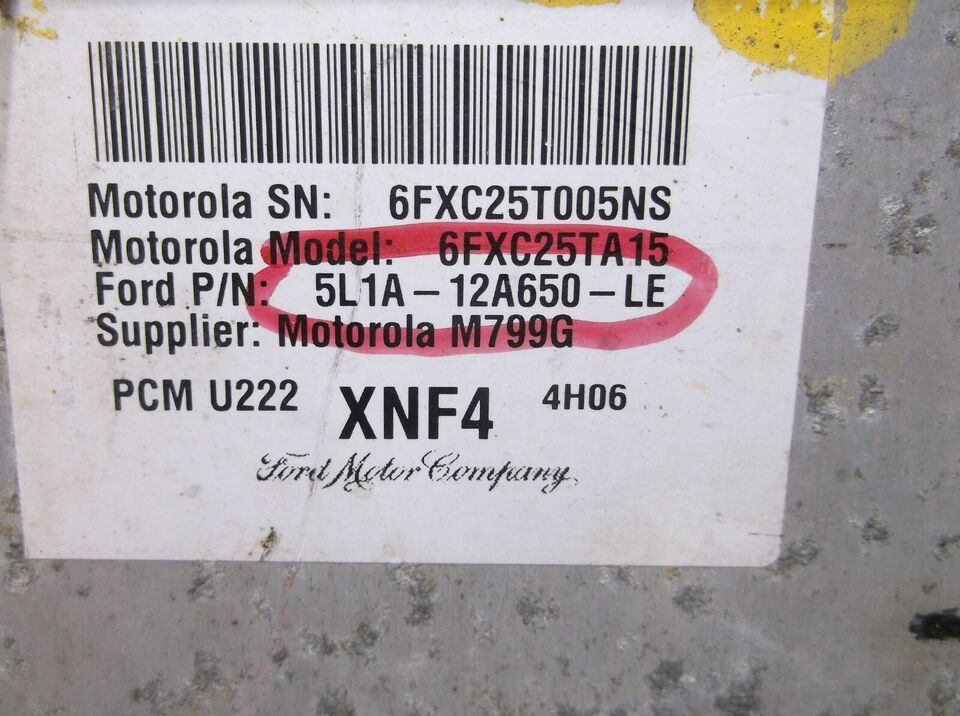 Motorola SN: 6FXC25T005NS
Motorola Model: 6FXC25TA15
Ford P/N: 5L1A-12A650-LE
Supplier: Motorola M799G
PCM U222 XNF4 4H06
Ford Motor Company